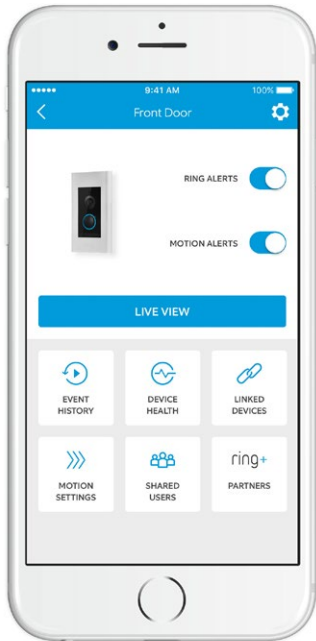 9:41 AM
100%
Front Door
RING ALERTS
MOTION ALERTS
LIVE VIEW
EVENT
HISTORY
DEVICE
HEALTH
LINKED
DEVICES
MOTION
SETTINGS
SHARED
USERS
ring+
PARTNERS